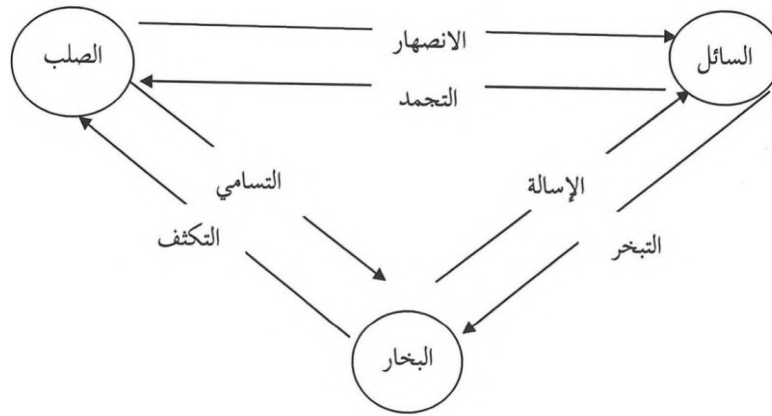 الصلب
الانصهار
السائل
التجمد
التسامي
الإسالة
التكثف
التبخر
البخار